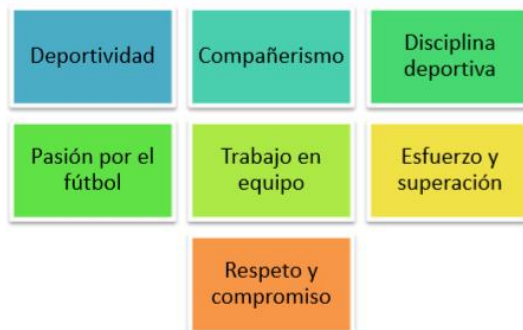 Deportividad
Compañerismo
Disciplina
deportiva
Pasión por el
fútbol
Trabajo en
equipo
Esfuerzo y
superación
Respeto y
compromiso